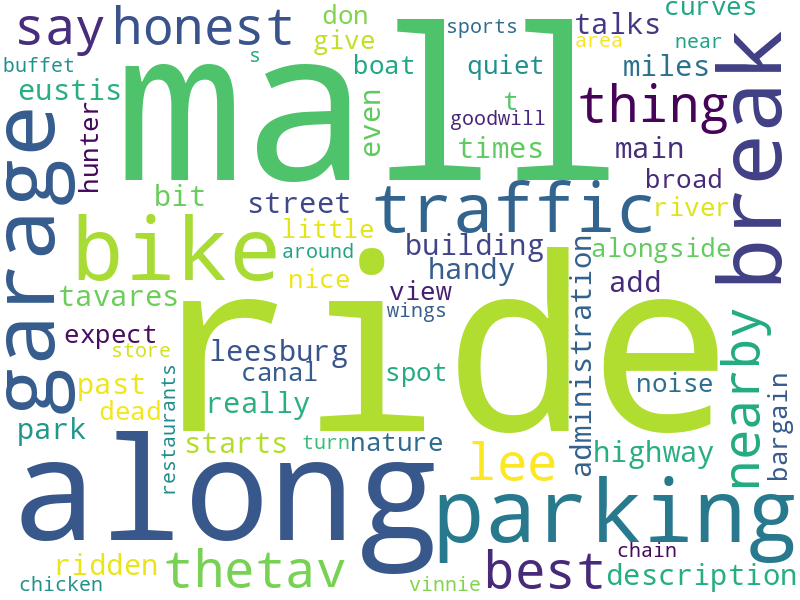 say honest don talks curves
s sports
give area near
buffet boat quiet miles
eustis mall thing break
t goodwill
hunter even times main
garage bit street traffic broad
river
bike little building alongside
around handy
tavares nice view add
ride wings administration
expect
store leesburg canal spot noise nearby
past
dead really
park restaurants starts turn nature lee highway bargain
along parking
ridden thetav best chain
description
chicken vinnie